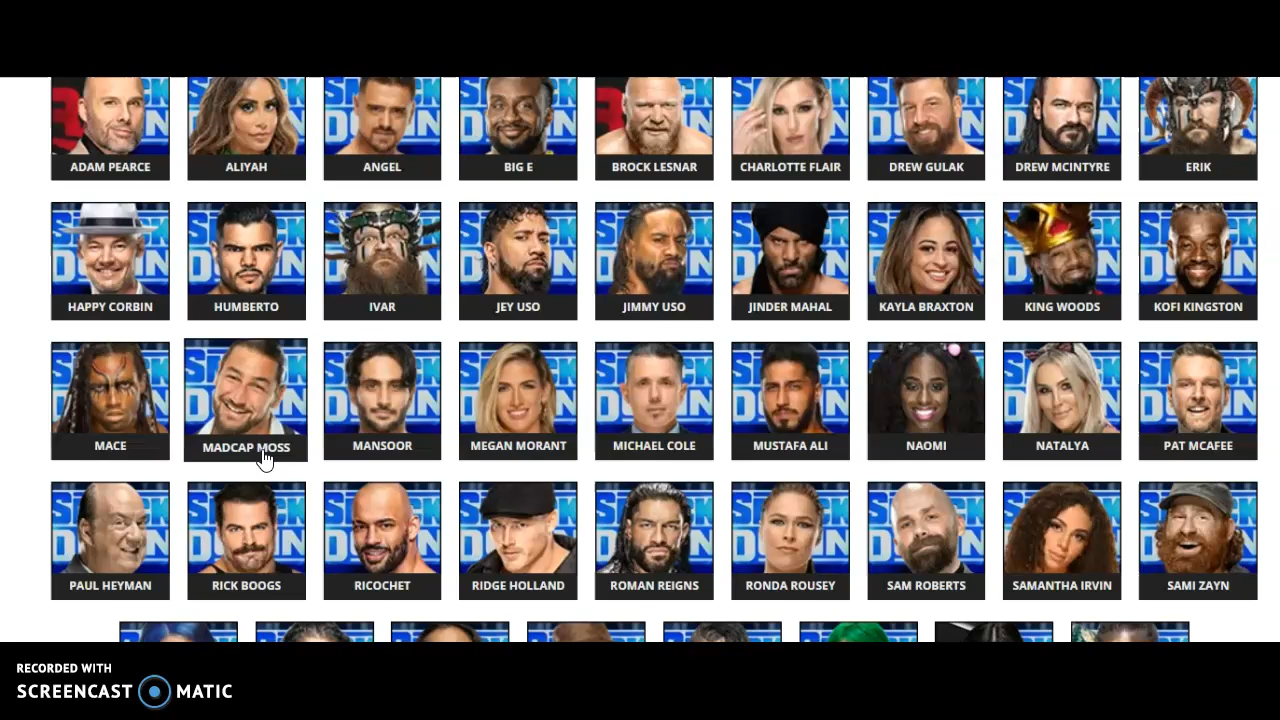 ADAM PEARCE
ALIYAH
ANGEL
BIG E
BROCK LESNAR
CHARLOTTE FLAIR
DREW GULAK
DREW MCINTYRE
ERIK
HAPPY CORBIN
HUMBERTO
IVAR
JEY USO
JIMMY USO
JINDER MAHAL
KAYLA BRAXTON
KING WOODS
KOFI KINGSTON
MACE
MADCAP MOSS
MANSOOR
MEGAN MORANT
MICHAEL COLE
MUSTAFA ALI
NAOMI
NATALYA
PAT MCAFEE
PAUL HEYMAN
RICK BOOGS
RICOCHET
RIDGE HOLLAND
ROMAN REIGNS
RONDA ROUSEY
SAM ROBERTS
SAMANTHA IRVIN
SAMI ZAYN
RECORDED WITH
SCREENCAST MATIC